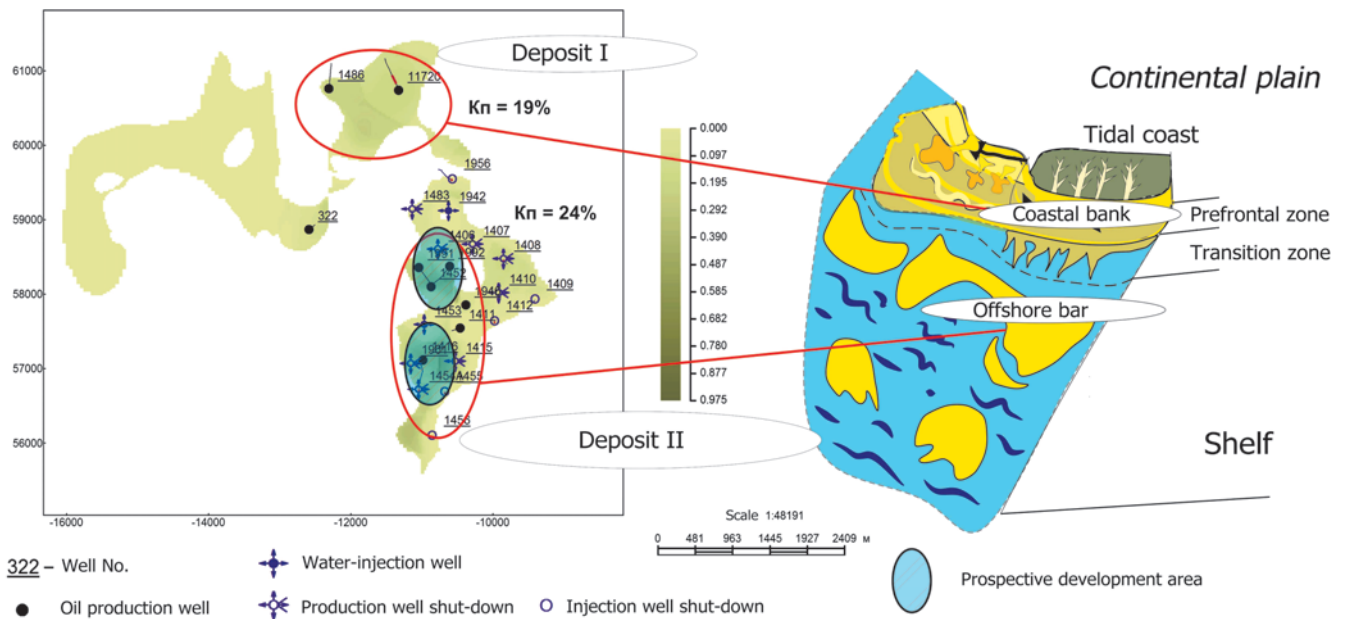 Deposit I
Continental plain
61000
1486
11720
Кп = 19%
0.000
0.097
0.195
0.292
0.390
0.487
0.585
0.682
0.780
0.877
0.975
Tidal coast
60000
1956
59000
1483
1942
Кп = 24%
322
1407
1408
Coastal bank
Prefrontal zone
Transition zone
58000
1452
1410
1409
1412
1453
1411
Offshore bar
1415
57000
1455
1456
56000
Deposit II
Shelf
-16000
-14000
-12000
-10000
Scale 1:48191
0 481 963 1445 1927 2409 м
322 – Well No.
Water-injection well
Oil production well
Production well shut-down
Injection well shut-down
Prospective development area